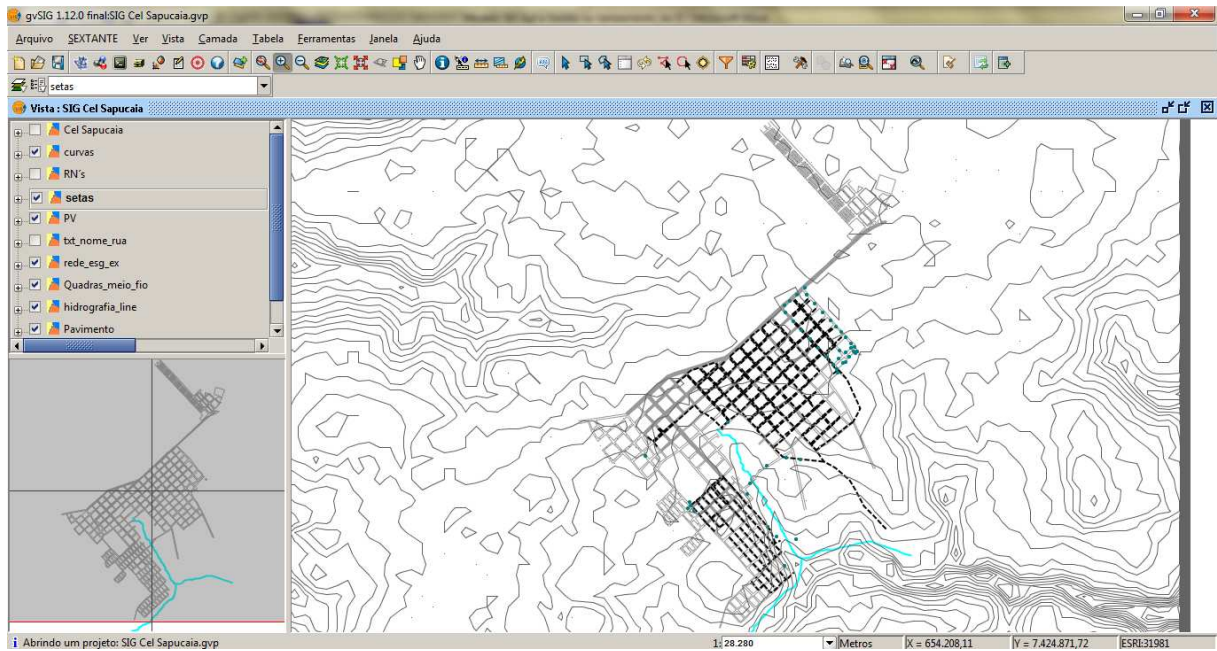 gvSIG 1.12.0 final:SIG Cel Sapucaia.gvp
Arquivo SEXTANTE Ver Vista Camada Tabela Ferramentas Janela Ajuda
setas
Vista : SIG Cel Sapucaia
Cel Sapucaia
curvas
RN's
setas
PV
txt_nome_rua
rede_esg_ex
Quadras_meio_fio
hidrografia_line
Pavimento
Abrindo um projeto: SIG Cel Sapucaia.gvp 1: 28.280 Metros X = 654.208,11 Y = 7.424.871,72 ESRI:31981